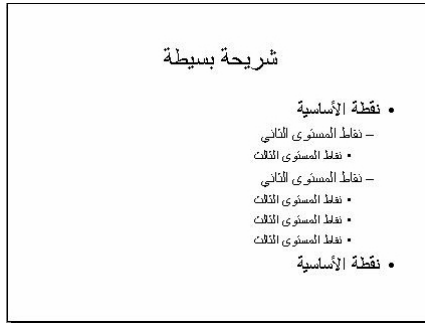 شريحة بسيطة
• نقطة الأساسية
– نقاط المستوى الثاني
▪ نقاط المستوى الثالث
– نقاط المستوى الثاني
▪ نقاط المستوى الثالث
▪ نقاط المستوى الثالث
▪ نقاط المستوى الثالث
• نقطة الأساسية